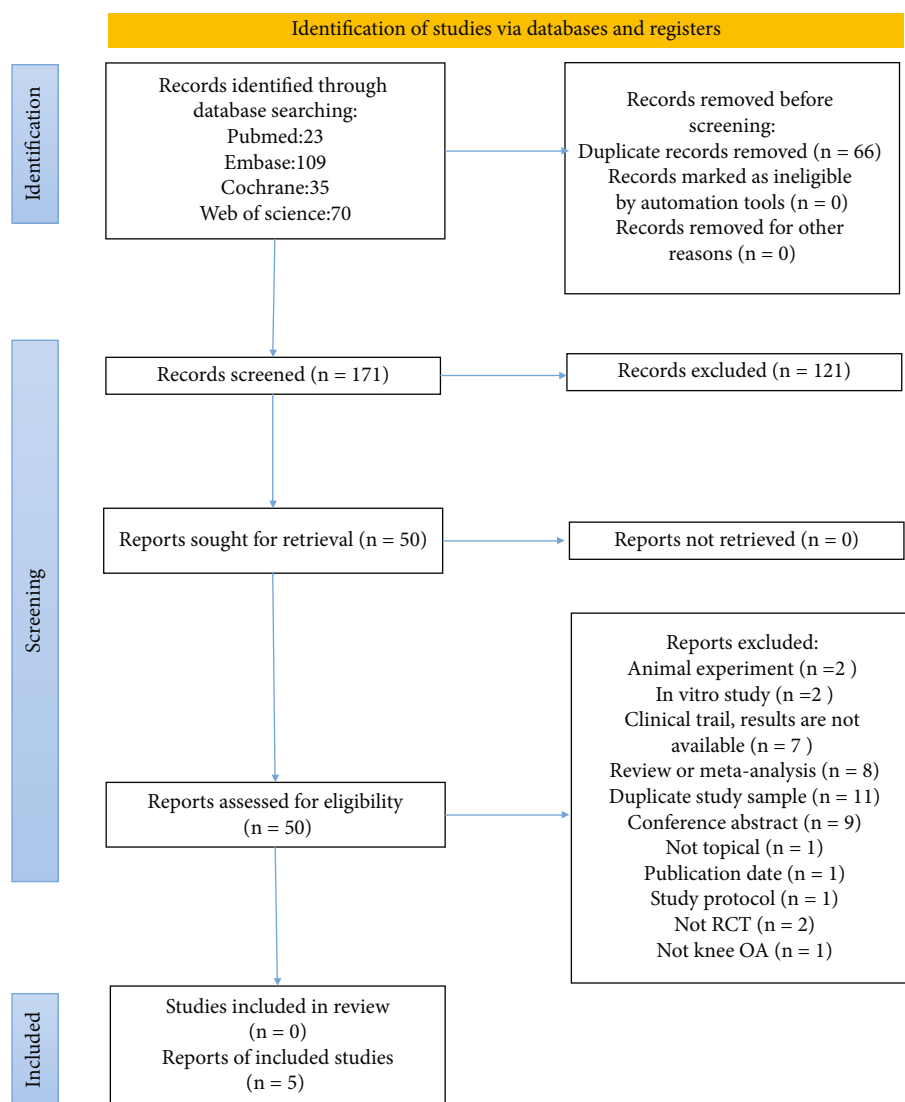 Identification of studies via databases and registers
Identification
Records identified through
database searching:
Pubmed:23
Embase:109
Cochrane:35
Web of science:70
Records removed before
screening:
Duplicate records removed (n = 66)
Records marked as ineligible
by automation tools (n = 0)
Records removed for other
reasons (n = 0)
Screening
Records screened (n = 171)
Records excluded (n = 121)
Reports sought for retrieval (n = 50)
Reports not retrieved (n = 0)
Reports assessed for eligibility
(n = 50)
Reports excluded:
Animal experiment (n =2 )
In vitro study (n =2 )
Clinical trail, results are not
available (n = 7 )
Review or meta-analysis (n = 8)
Duplicate study sample (n = 11)
Conference abstract (n = 9)
Not topical (n = 1)
Publication date (n = 1)
Study protocol (n = 1)
Not RCT (n = 2)
Not knee OA (n = 1)
Included
Studies included in review
(n = 0)
Reports of included studies
(n = 5)